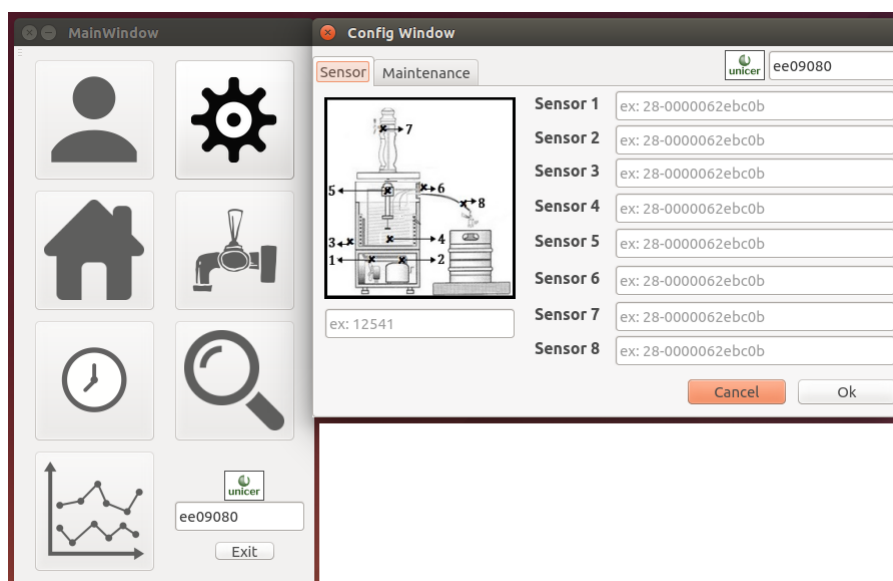 MainWindow
unicer
ee09080
Exit
Config Window
Sensor
Maintenance
unicer
ee09080
7
5
6
8
3
4
1
2
ex: 12541
Sensor 1
ex: 28-0000062ebc0b
Sensor 2
ex: 28-0000062ebc0b
Sensor 3
ex: 28-0000062ebc0b
Sensor 4
ex: 28-0000062ebc0b
Sensor 5
ex: 28-0000062ebc0b
Sensor 6
ex: 28-0000062ebc0b
Sensor 7
ex: 28-0000062ebc0b
Sensor 8
ex: 28-0000062ebc0b
Cancel
Ok